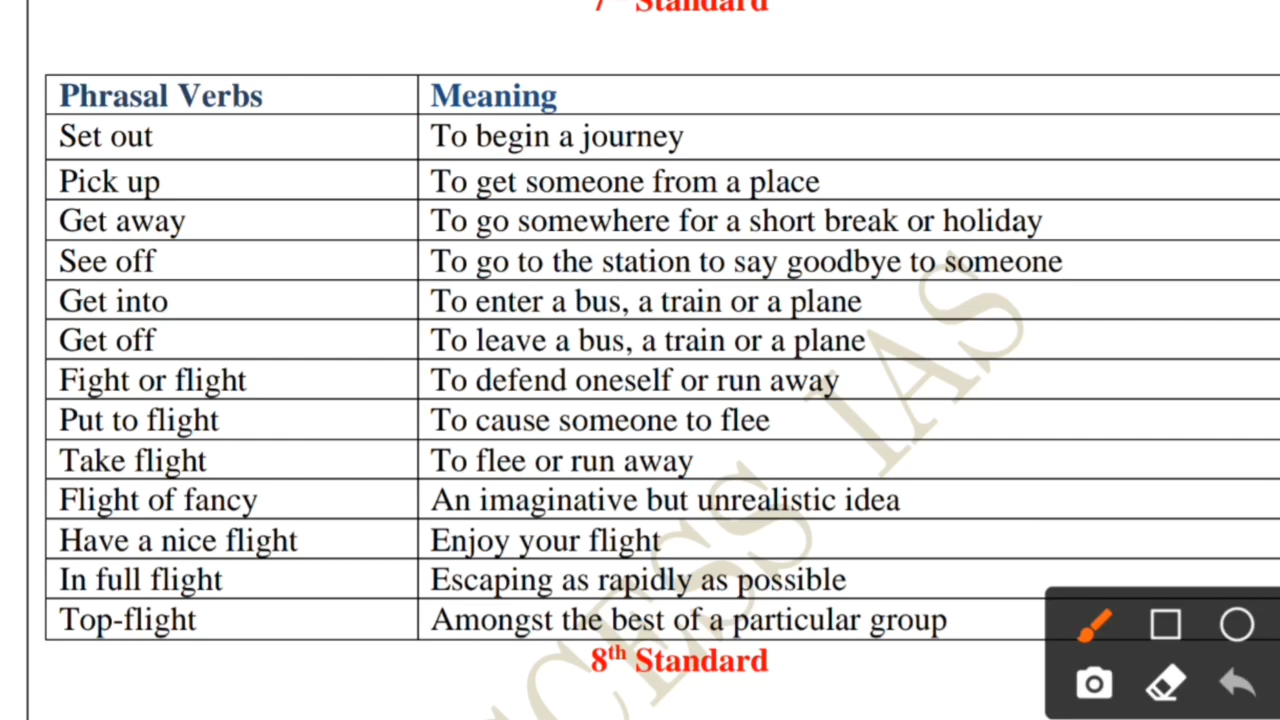 7th Standard
Phrasal Verbs Meaning
Set out To begin a journey
Pick up To get someone from a place
Get away To go somewhere for a short break or holiday
See off To go to the station to say goodbye to someone
Get into To enter a bus, a train or a plane
Get off To leave a bus, a train or a plane
Fight or flight To defend oneself or run away
Put to flight To cause someone to flee
Take flight To flee or run away
Flight of fancy An imaginative but unrealistic idea
Have a nice flight Enjoy your flight
In full flight Escaping as rapidly as possible
Top-flight Amongst the best of a particular group
8th Standard
IAS